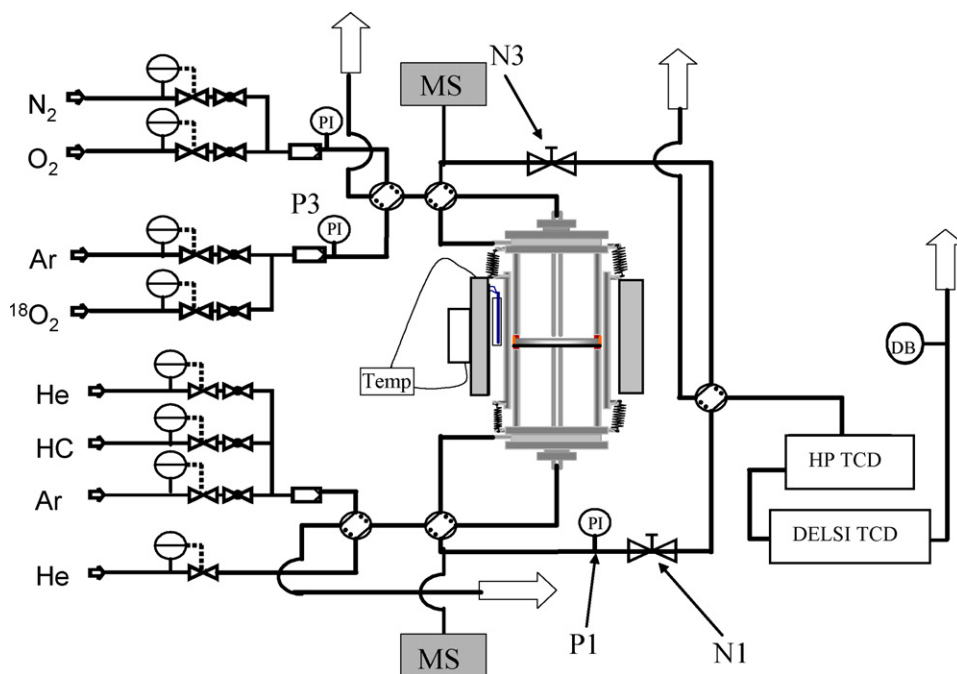 N3
MS
N₂
PI
O₂
P3
PI
Ar
¹⁸O₂
DB
Temp
He
HC
HP TCD
Ar
PI
DELSI TCD
He
P1
N1
MS